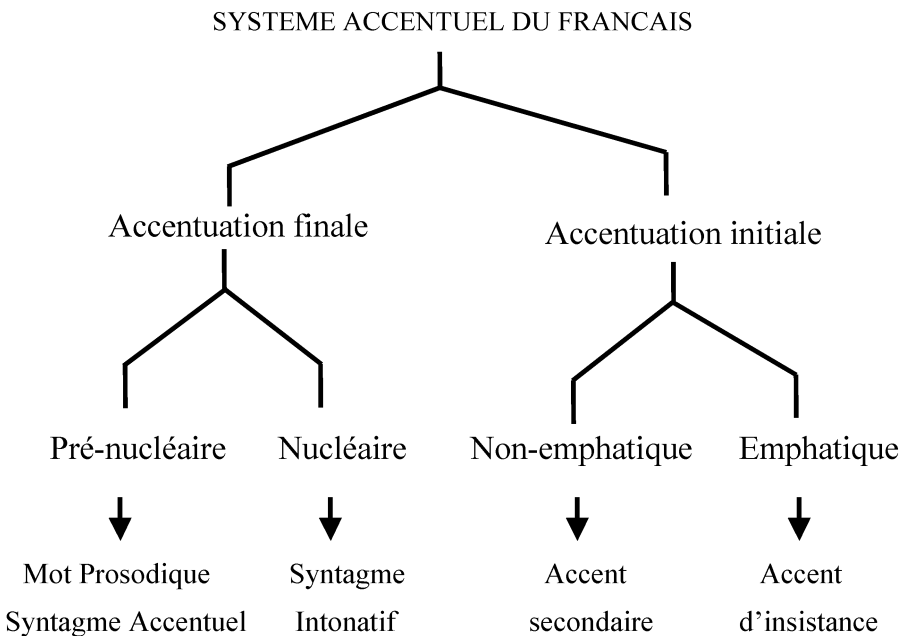 SYSTEME ACCENTUEL DU FRANCAIS
Accentuation finale
Accentuation initiale
Pré-nucléaire
Nucléaire
Non-emphatique
Emphatique
Mot Prosodique
Syntagme Accentuel
Syntagme
Intonatif
Accent
secondaire
Accent
d’insistance